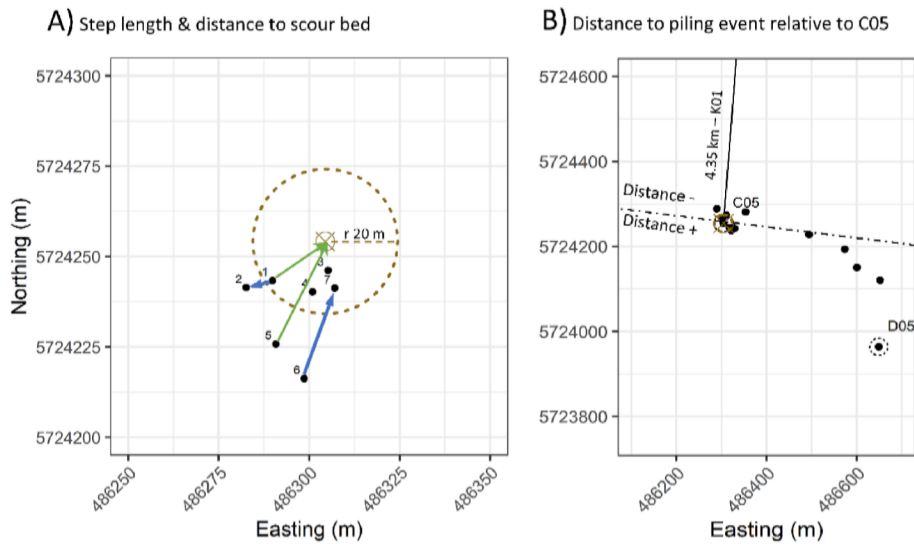 A) Step length & distance to scour bed
5724300
5724275
5724250
5724225
5724200
Northing (m)
r 20 m
1
2
3
4
5
6
7
486250
486275
486300
486325
486350
Easting (m)
B) Distance to piling event relative to C05
5724600
5724400
5724200
5724000
5723800
4.35 km – K01
Distance -
Distance +
C05
D05
486200
486400
486600
Easting (m)